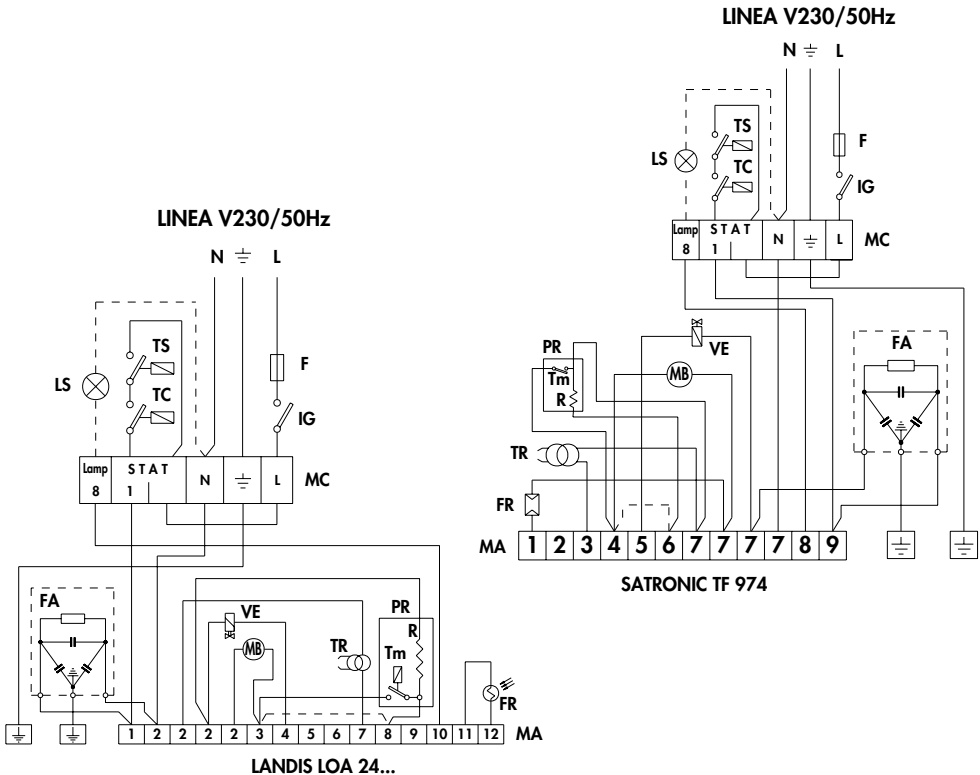 LINEA V230/50Hz
N L
TS
F
LS
TC
IG
Lamp 8 STAT 1 N L MC
PR
Tm
R
VE
MB
FA
TR
FR
MA 1 2 3 4 5 6 7 7 7 7 8 9
SATRONIC TF 974
LINEA V230/50Hz
N L
TS
F
LS
TC
IG
Lamp 8 STAT 1 N L MC
FA
VE
MB
TR
PR
R
Tm
FR
1 2 2 2 2 3 4 5 6 7 8 9 10 11 12 MA
LANDIS LOA 24...